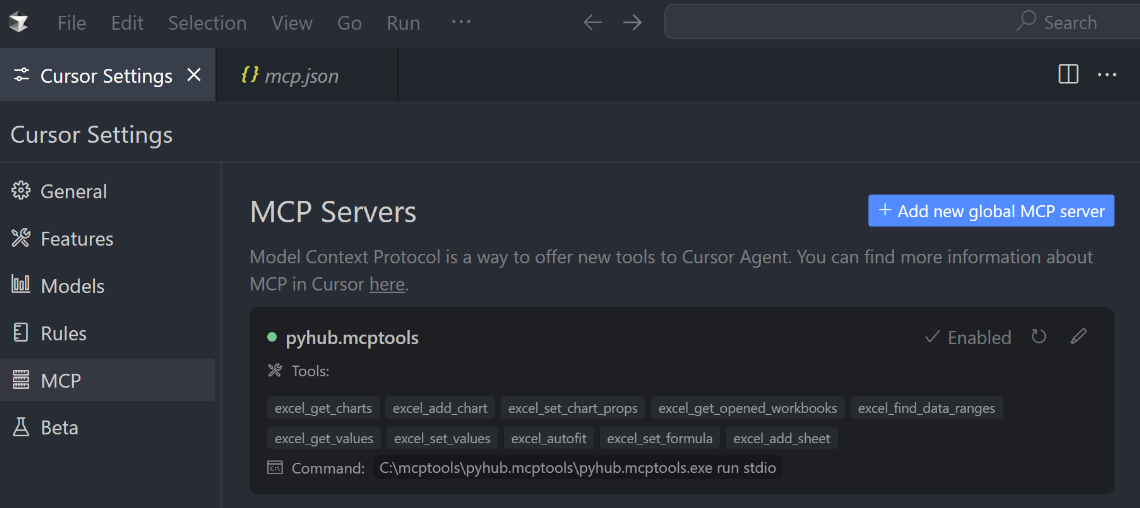 File Edit Selection View Go Run ··· Search
Cursor Settings {} mcp.json
Cursor Settings
General
Features
Models
Rules
MCP
Beta
MCP Servers
+ Add new global MCP server
Model Context Protocol is a way to offer new tools to Cursor Agent. You can find more information about
MCP in Cursor here.
pyhub.mcptools Enabled
Tools:
excel_get_charts excel_add_chart excel_set_chart_props excel_get_opened_workbooks excel_find_data_ranges
excel_get_values excel_set_values excel_autofit excel_set_formula excel_add_sheet
Command: C:\mcptools\pyhub.mcptools\pyhub.mcptools.exe run stdio